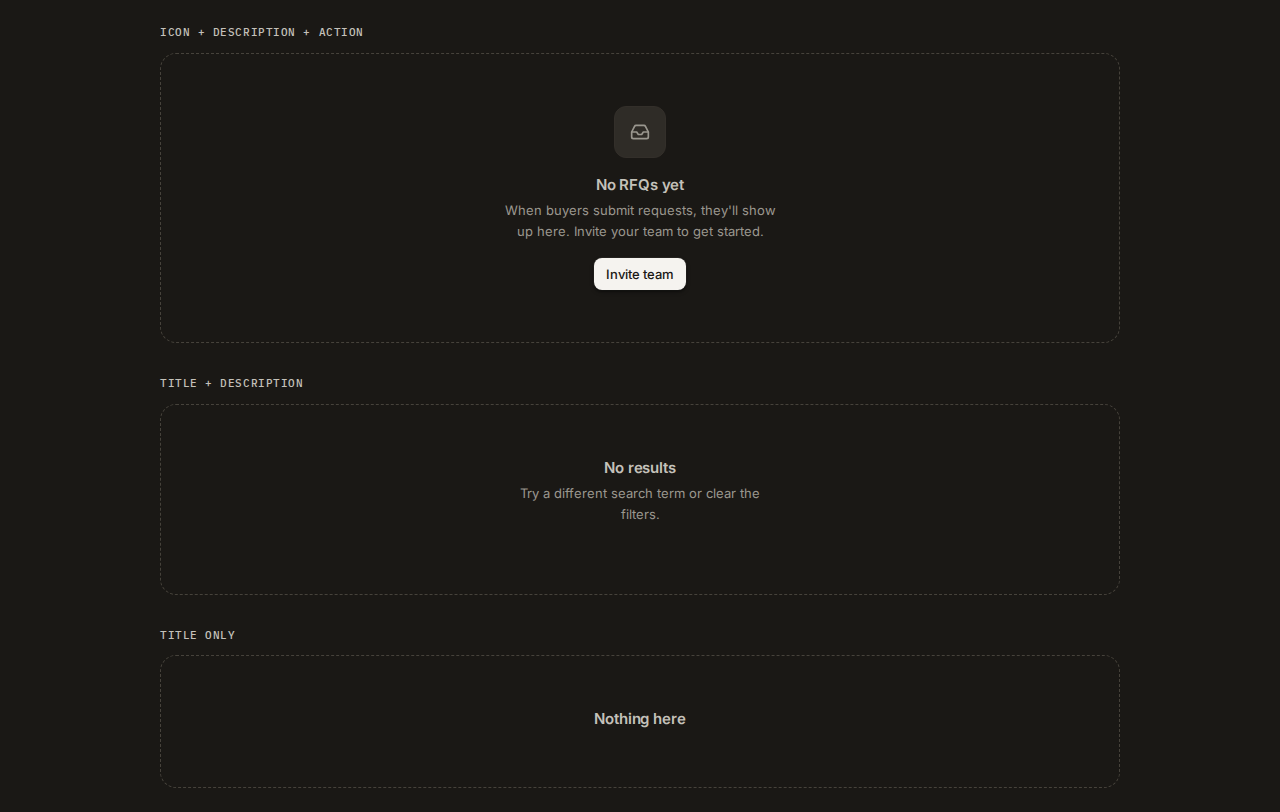 ICON + DESCRIPTION + ACTION
No RFQs yet
When buyers submit requests, they'll show
up here. Invite your team to get started.
Invite team
TITLE + DESCRIPTION
No results
Try a different search term or clear the
filters.
TITLE ONLY
Nothing here